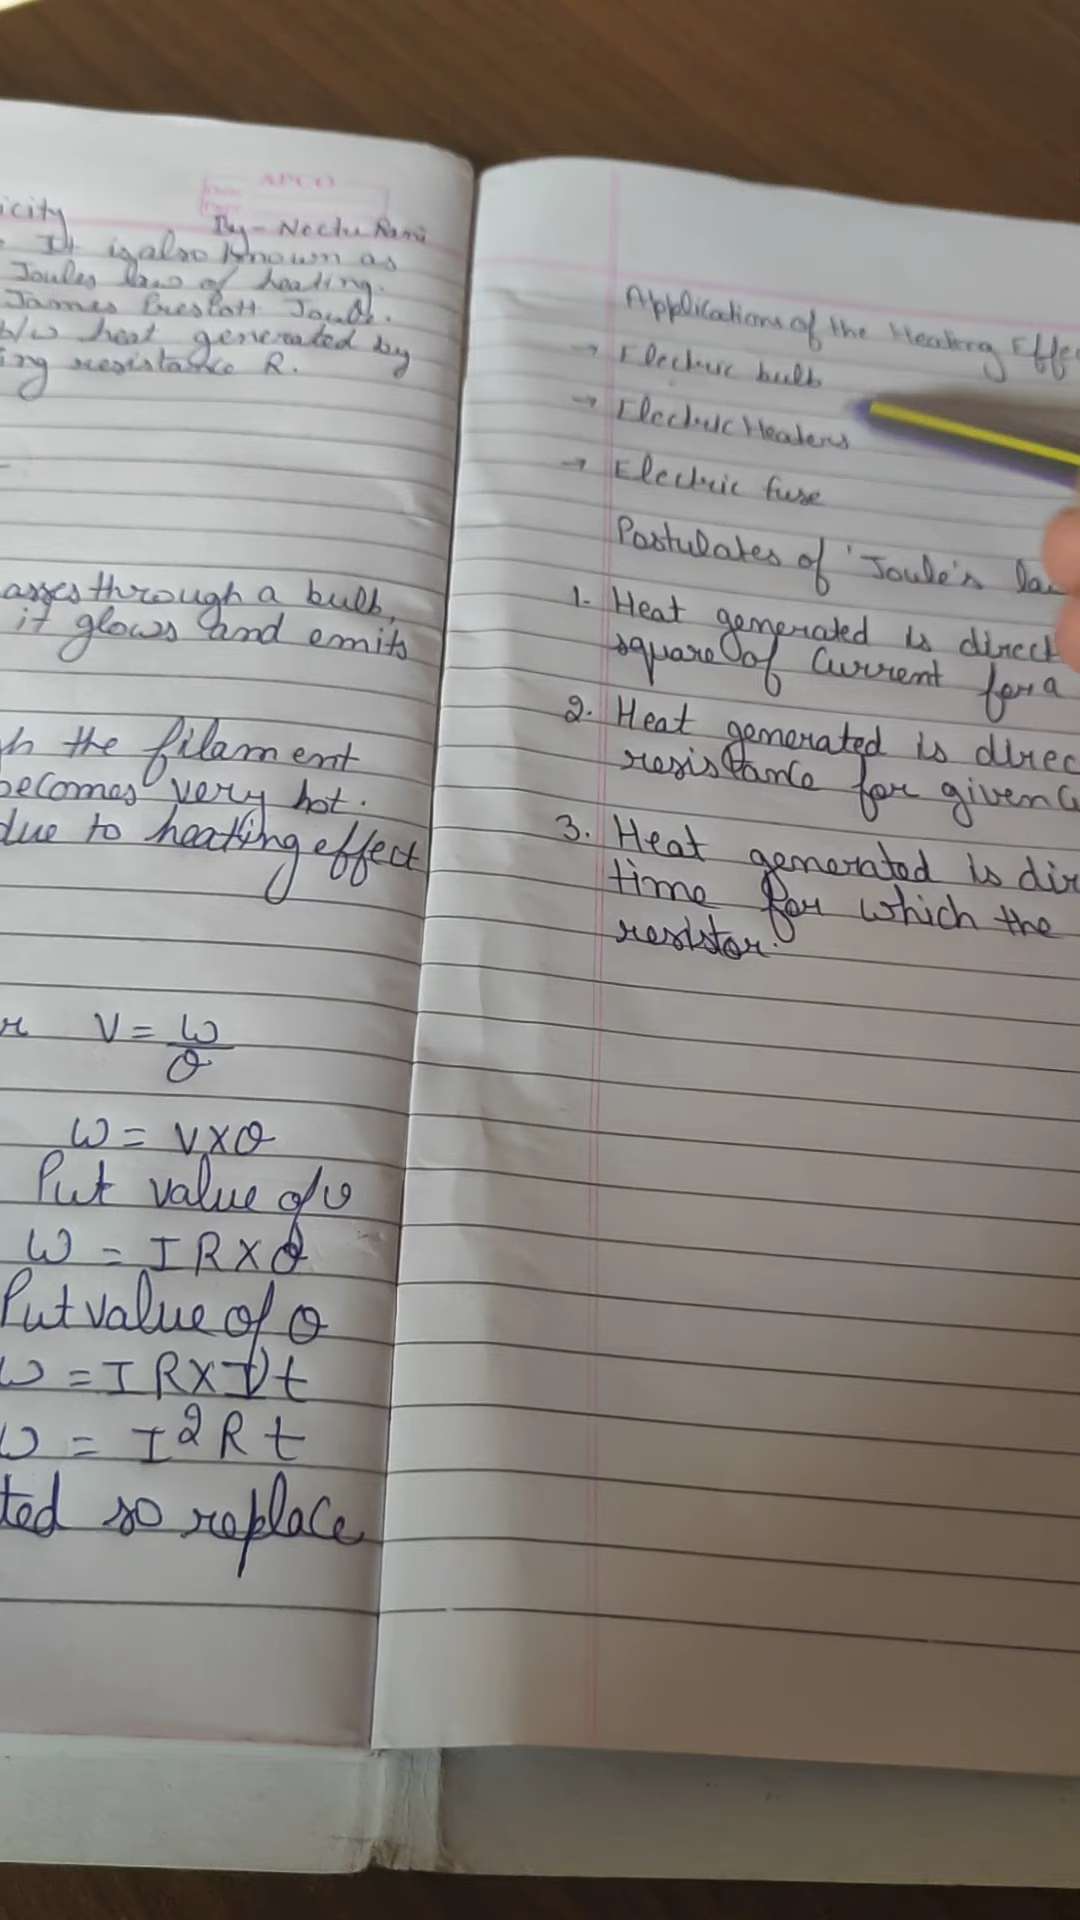 icity
APCO
By - Neetu Rani
It is also known as
Joules law of heating.
James Prescott Joule.
b/w heat generated by
ing resistance R.
asses through a bulb,
it glows and emits
gh the filament
becomes very hot.
due to heating effect
V = W
Q
W = V X Q
Put value of V
W = I R X Q
Put value of Q
W = I R X I t
W = I 2 R t
ted so replace
Applications of the Heating Effe
→ Electric bulb
→ Electric Heaters
→ Electric fuse
Postulates of 'Joule's la
1. Heat generated is direct
square of Current for a
2. Heat generated is direc
resistance for given C
3. Heat generated is dir
time for which the
resistor.